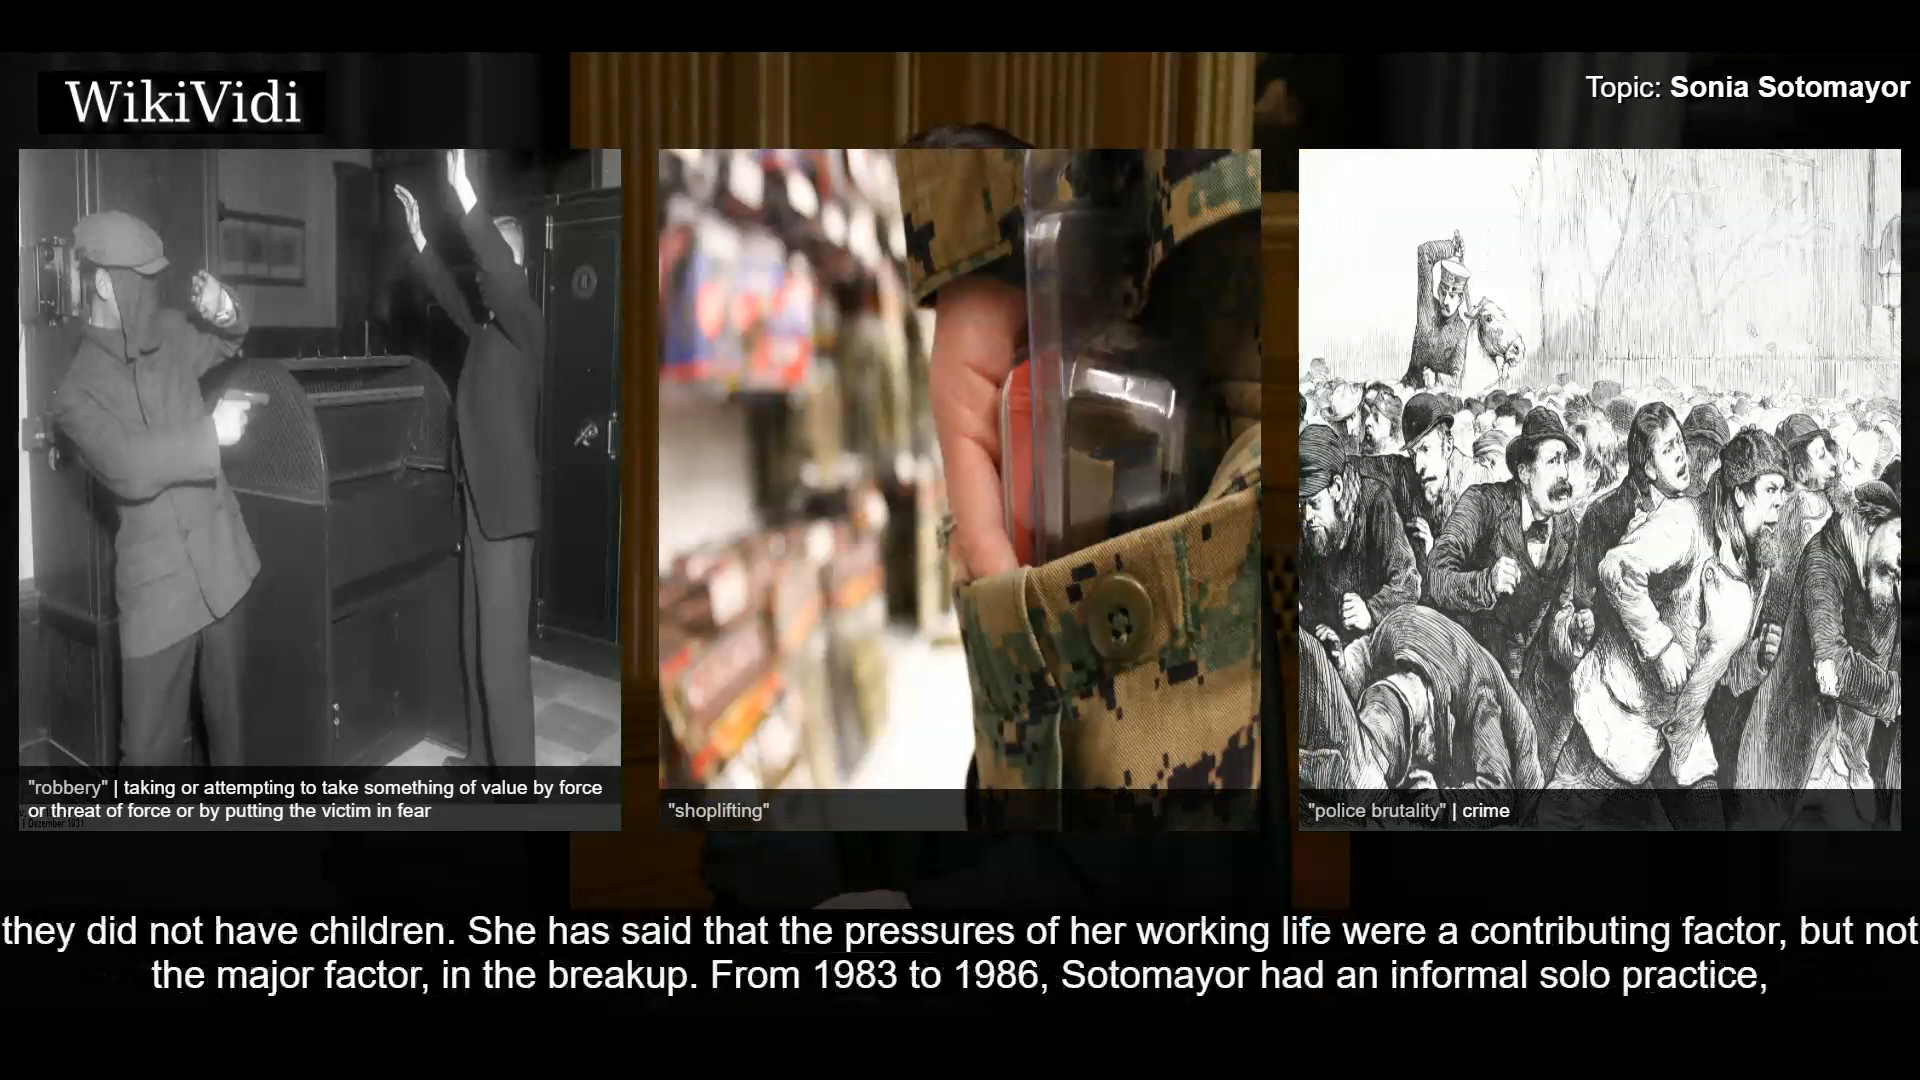 WikiVidi
Topic: Sonia Sotomayor
"robbery" | taking or attempting to take something of value by force
or threat of force or by putting the victim in fear
Dezember 1931
"shoplifting"
"police brutality" | crime
they did not have children. She has said that the pressures of her working life were a contributing factor, but not
the major factor, in the breakup. From 1983 to 1986, Sotomayor had an informal solo practice,